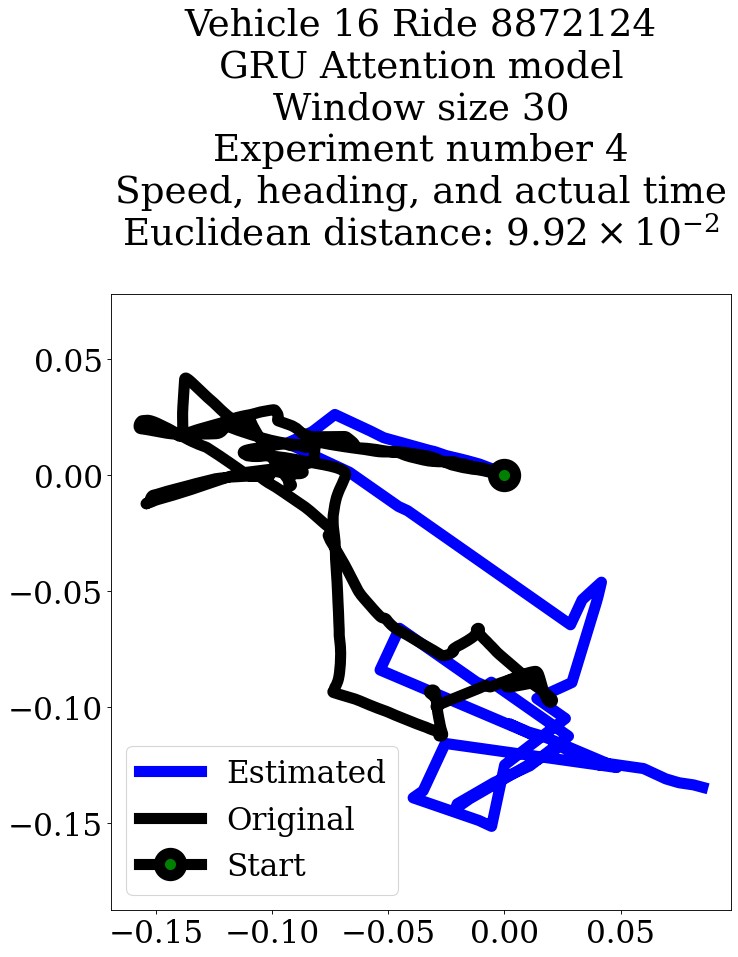 Vehicle 16 Ride 8872124
GRU Attention model
Window size 30
Experiment number 4
Speed, heading, and actual time
Euclidean distance: 9.92 × 10⁻²
0.05
0.00
−0.05
−0.10
−0.15
Estimated
Original
Start
−0.15 −0.10 −0.05 0.00 0.05